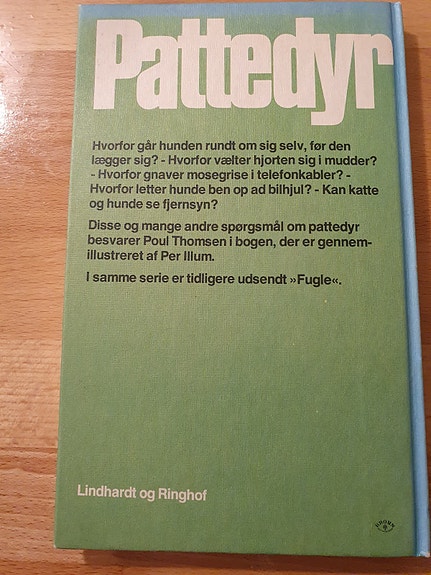 Pattedyr
Hvorfor går hunden rundt om sig selv, før den
lægger sig? - Hvorfor vælter hjorten sig i mudder?
- Hvorfor gnaver mosegrise i telefonkabler? -
Hvorfor letter hunde ben op ad bilhjul? - Kan katte
og hunde se fjernsyn?
Disse og mange andre spørgsmål om pattedyr
besvarer Poul Thomsen i bogen, der er gennem-
illustreret af Per Illum.
I samme serie er tidligere udsendt »Fugle«.
Lindhardt og Ringhof